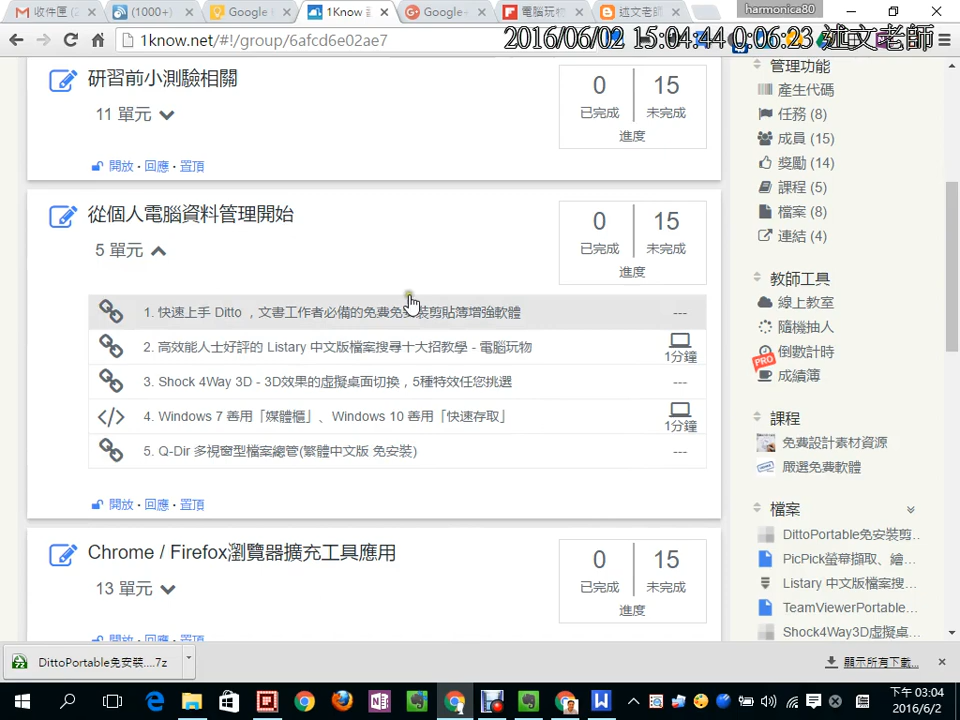 收件匣 (2
(1000+)
Google
1Know
Google+
電腦玩物
述文老師
harmonica80
1know.net/#!/group/6afcd6e02ae7
2016/06/02 15:04:44 0:06:23 述文老師
研習前小測驗相關
11 單元
0 15
已完成 未完成
進度
開放 · 回應 · 置頂
從個人電腦資料管理開始
5 單元
0 15
已完成 未完成
進度
1. 快速上手 Ditto ，文書工作者必備的免費免安裝剪貼簿增強軟體 ---
2. 高效能人士好評的 Listary 中文版檔案搜尋十大招教學 - 電腦玩物 1分鐘
3. Shock 4Way 3D - 3D效果的虛擬桌面切換，5種特效任您挑選 ---
4. Windows 7 善用「媒體櫃」、Windows 10 善用「快速存取」 1分鐘
5. Q-Dir 多視窗型檔案總管(繁體中文版 免安裝) ---
開放 · 回應 · 置頂
Chrome / Firefox瀏覽器擴充工具應用
13 單元
0 15
已完成 未完成
進度
開放 · 回應 · 置頂
管理功能
產生代碼
任務 (8)
成員 (15)
獎勵 (14)
課程 (5)
檔案 (8)
連結 (4)
教師工具
線上教室
隨機抽人
倒數計時
PRO
成績簿
課程
免費設計素材資源
嚴選免費軟體
檔案
DittoPortable免安裝剪...
PicPick螢幕擷取、繪...
Listary 中文版檔案搜...
TeamViewerPortable...
Shock4Way3D虛擬桌...
DittoPortable免安裝....7z
顯示所有下載...
下午 03:04
2016/6/2